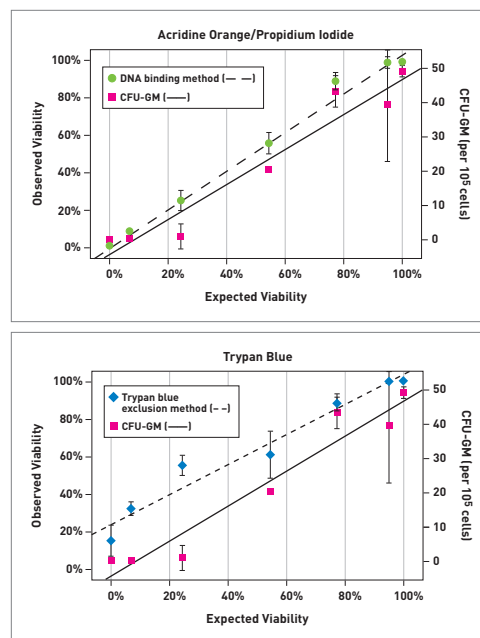 Acridine Orange/Propidium Iodide
100%
80%
60%
40%
20%
0%
Observed Viability
DNA binding method (— —)
CFU-GM (——)
50
40
30
20
10
0
CFU-GM (per 10⁵ cells)
0%
20%
40%
60%
80%
100%
Expected Viability
Trypan Blue
100%
80%
60%
40%
20%
0%
Observed Viability
Trypan blue
exclusion method (– –)
CFU-GM (——)
50
40
30
20
10
0
CFU-GM (per 10⁵ cells)
0%
20%
40%
60%
80%
100%
Expected Viability